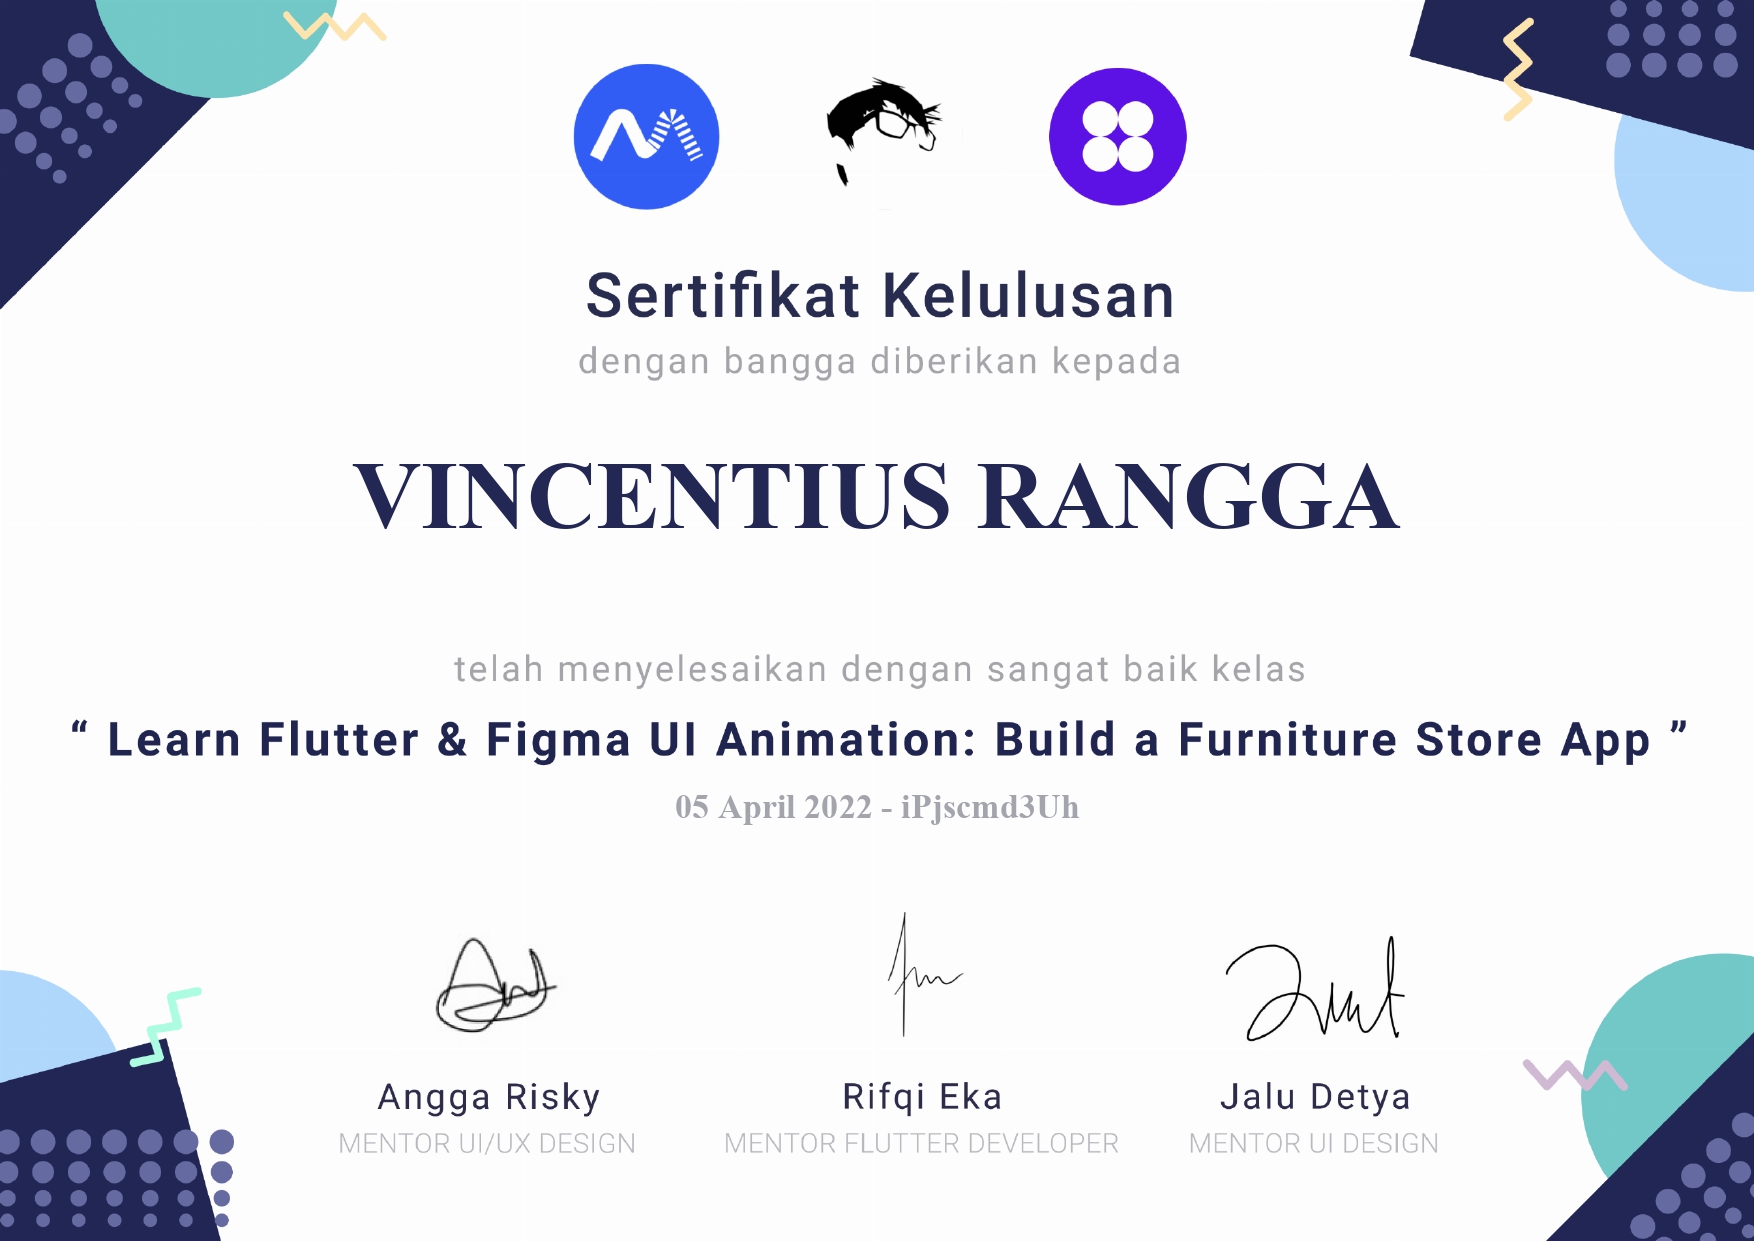 Sertifikat Kelulusan
dengan bangga diberikan kepada
VINCENTIUS RANGGA
telah menyelesaikan dengan sangat baik kelas
“ Learn Flutter & Figma UI Animation: Build a Furniture Store App ”
05 April 2022 - iPjscmd3Uh
Angga Risky Rifqi Eka Jalu Detya
MENTOR UI/UX DESIGN MENTOR FLUTTER DEVELOPER MENTOR UI DESIGN